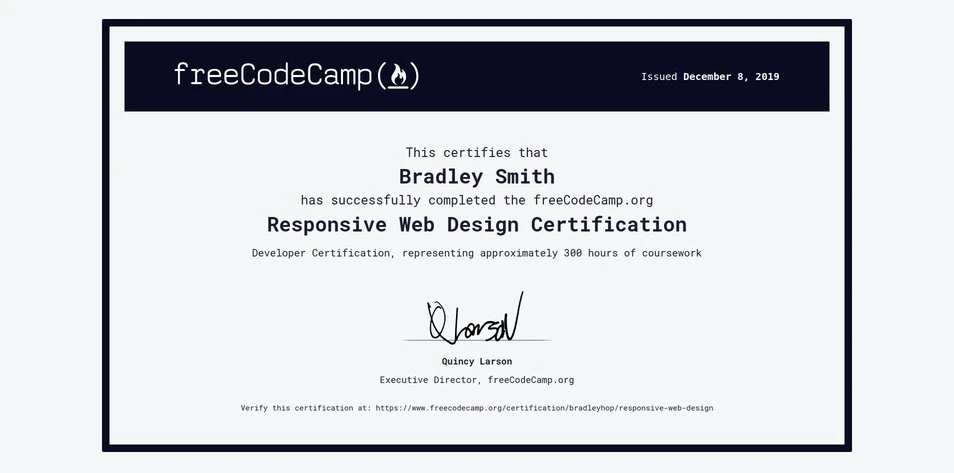 freeCodeCamp(🔥)
Issued December 8, 2019
This certifies that
Bradley Smith
has successfully completed the freeCodeCamp.org
Responsive Web Design Certification
Developer Certification, representing approximately 300 hours of coursework
Q Larson
Quincy Larson
Executive Director, freeCodeCamp.org
Verify this certification at: https://www.freecodecamp.org/certification/bradleyhop/responsive-web-design